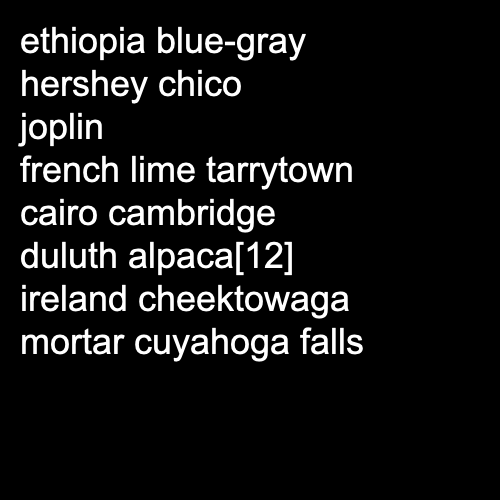 ethiopia blue-gray
hershey chico
joplin
french lime tarrytown
cairo cambridge
duluth alpaca[12]
ireland cheektowaga
mortar cuyahoga falls